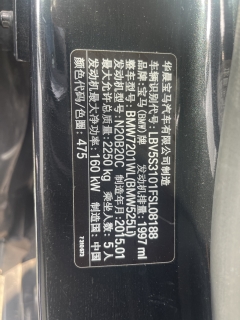 华晨宝马汽车有限公司制造
车辆识别代号：LBV5S3101FSL08188
品牌：宝马(BMW)牌 发动机排量：1997 ml
整车型号：BMW7201WL(BMW525Li)
发动机型号：N20B20C 制造年月：2015.01
最大设计总质量：2250 kg 乘坐人数：5人
发动机最大净功率：160 kW 制造国：中国
颜色代码/色圈：475